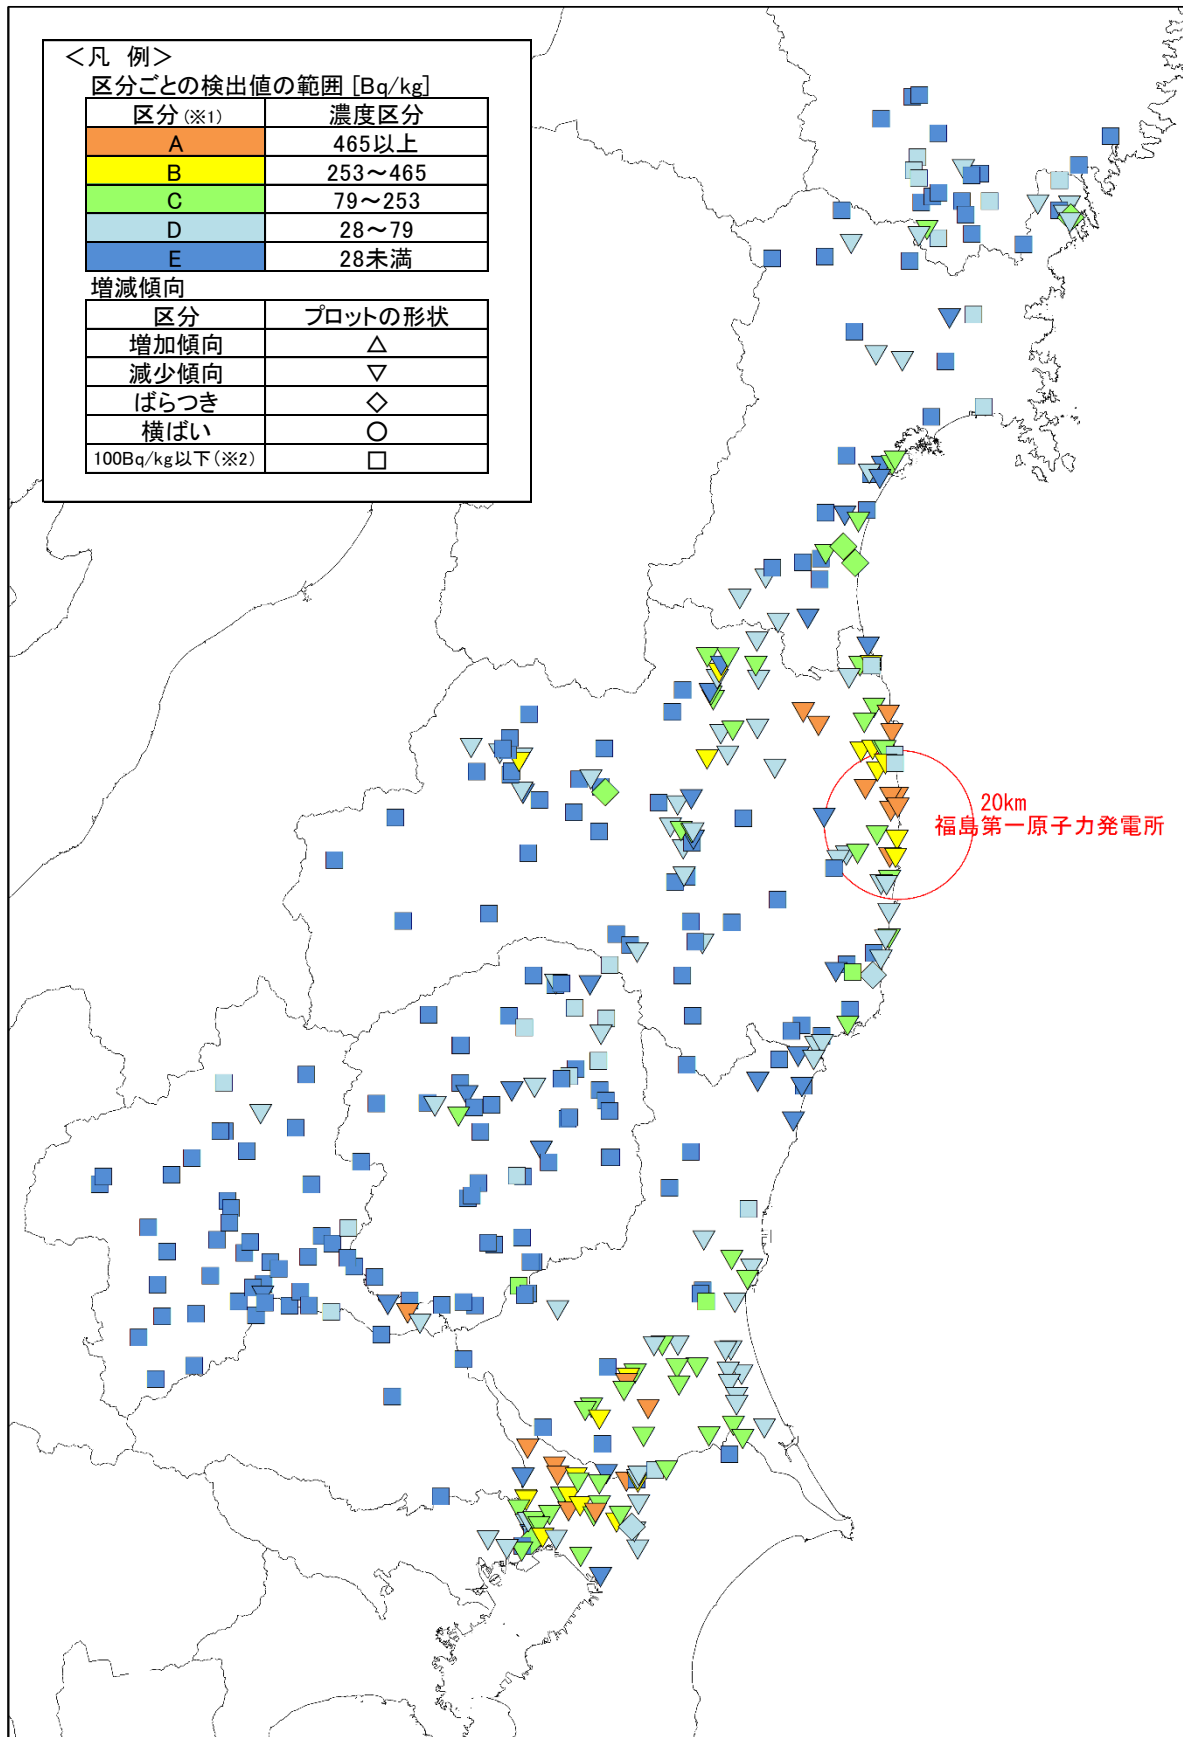 ＜凡 例＞
区分ごとの検出値の範囲 [Bq/kg]
区分(※1) 濃度区分
A 465以上
B 253～465
C 79～253
D 28～79
E 28未満
増減傾向
区分 プロットの形状
増加傾向 △
減少傾向 ▽
ばらつき ◇
横ばい ○
100Bq/kg以下(※2) □
20km
福島第一原子力発電所